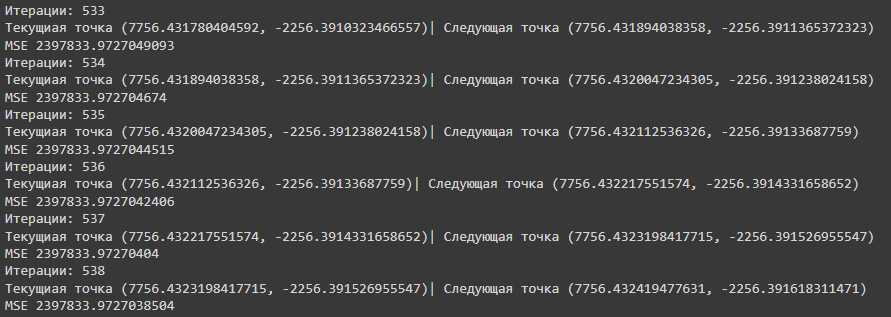 Итерации: 533
Текущиая точка (7756.431780404592, -2256.3910323466557)| Следующая точка (7756.431894038358, -2256.3911365372323)
MSE 2397833.9727049093
Итерации: 534
Текущиая точка (7756.431894038358, -2256.3911365372323)| Следующая точка (7756.4320047234305, -2256.391238024158)
MSE 2397833.972704674
Итерации: 535
Текущиая точка (7756.4320047234305, -2256.391238024158)| Следующая точка (7756.432112536326, -2256.39133687759)
MSE 2397833.9727044515
Итерации: 536
Текущиая точка (7756.432112536326, -2256.39133687759)| Следующая точка (7756.432217551574, -2256.3914331658652)
MSE 2397833.9727042406
Итерации: 537
Текущиая точка (7756.432217551574, -2256.3914331658652)| Следующая точка (7756.4323198417715, -2256.391526955547)
MSE 2397833.97270404
Итерации: 538
Текущиая точка (7756.4323198417715, -2256.391526955547)| Следующая точка (7756.432419477631, -2256.391618311471)
MSE 2397833.9727038504